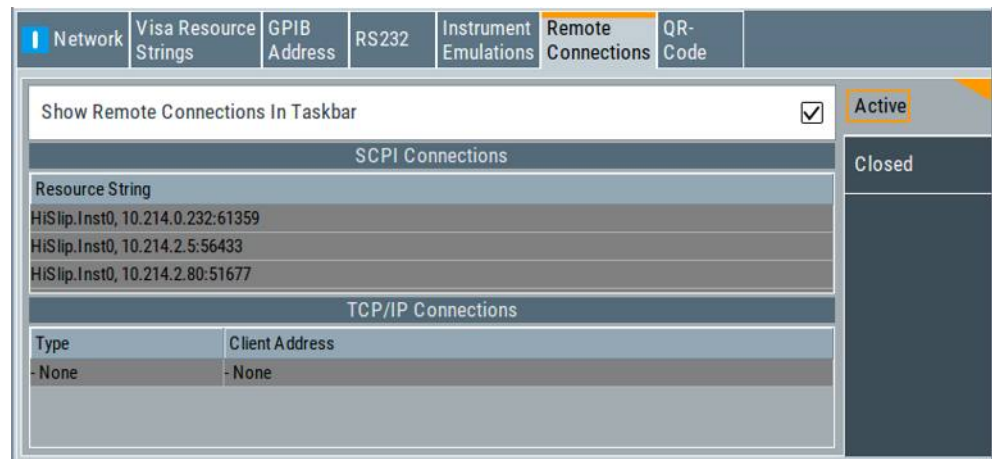 Network
Visa Resource
Strings
GPIB
Address
RS232
Instrument
Emulations
Remote
Connections
QR-
Code
Show Remote Connections In Taskbar
Active
Closed
SCPI Connections
Resource String
HiSlip.Inst0, 10.214.0.232:61359
HiSlip.Inst0, 10.214.2.5:56433
HiSlip.Inst0, 10.214.2.80:51677
TCP/IP Connections
Type Client Address
- None - None